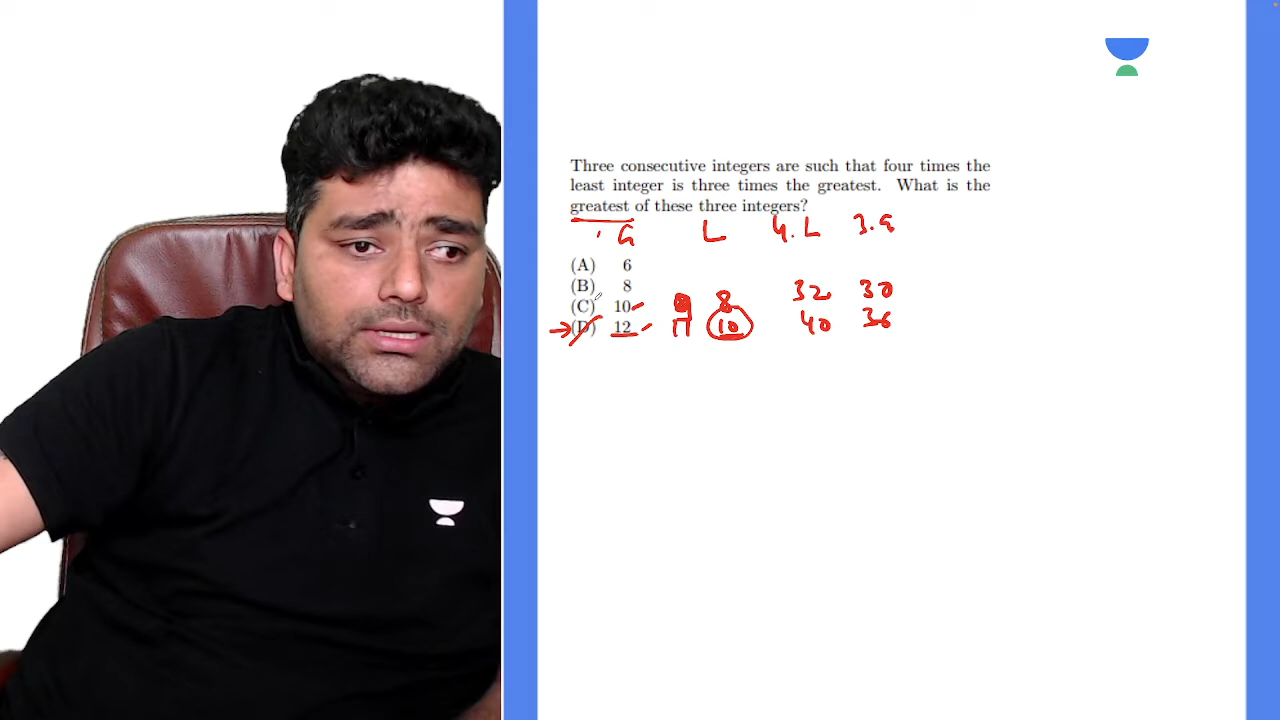 Three consecutive integers are such that four times the
least integer is three times the greatest. What is the
greatest of these three integers?
G L 4.L 3.G
(A) 6
(B) 8
(C) 10 9 8 32 30
(D) 12 11 10 40 36